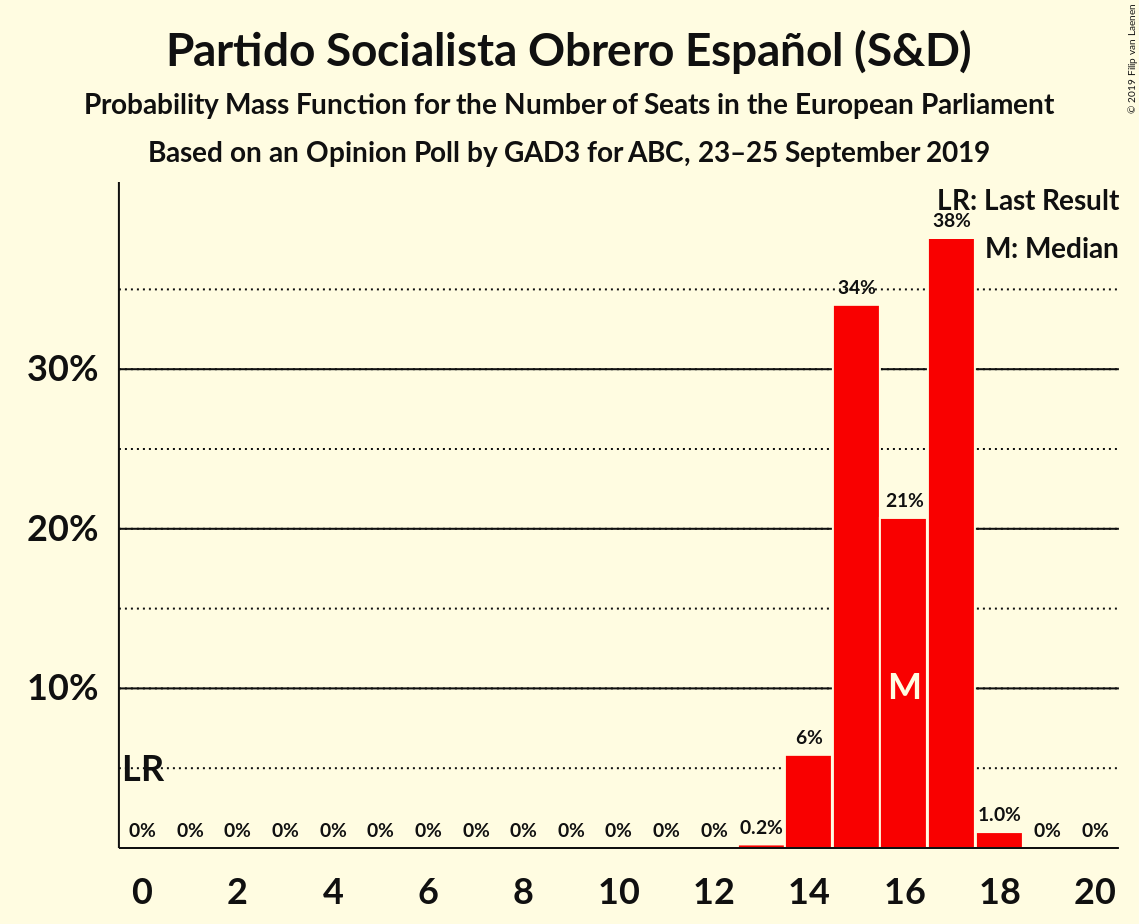 Partido Socialista Obrero Español (S&D)
Probability Mass Function for the Number of Seats in the European Parliament
Based on an Opinion Poll by GAD3 for ABC, 23–25 September 2019
© 2019 Filip van Laenen
LR: Last Result
38%
M: Median
34%
30%
21%
20%
10%
M
6%
LR
0% 0% 0% 0% 0% 0% 0% 0% 0% 0% 0% 0% 0% 0.2% 1.0% 0% 0%
0 2 4 6 8 10 12 14 16 18 20